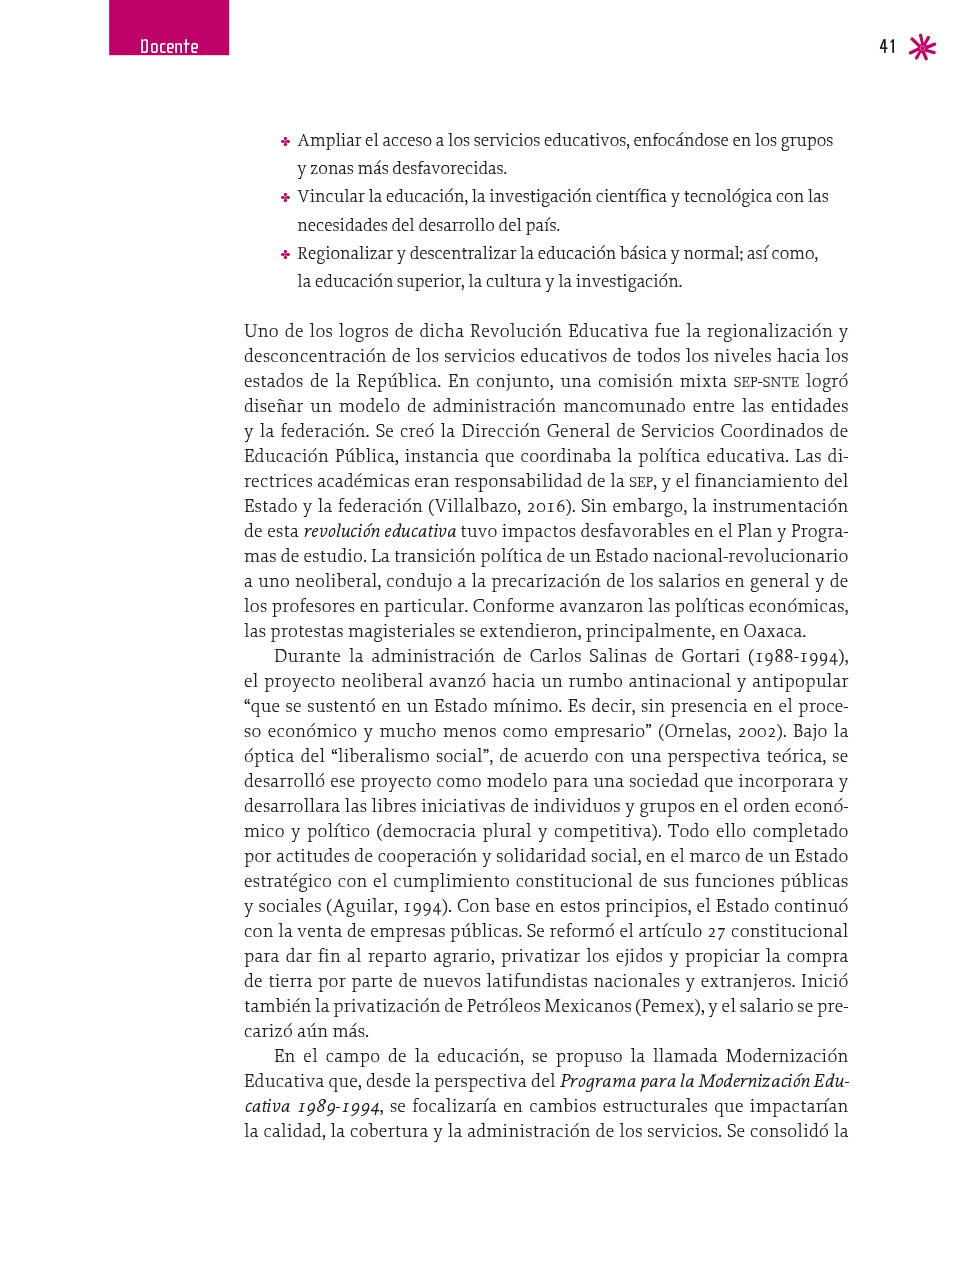 Docente
41
✤ Ampliar el acceso a los servicios educativos, enfocándose en los grupos
y zonas más desfavorecidas.
✤ Vincular la educación, la investigación científica y tecnológica con las
necesidades del desarrollo del país.
✤ Regionalizar y descentralizar la educación básica y normal; así como,
la educación superior, la cultura y la investigación.
Uno de los logros de dicha Revolución Educativa fue la regionalización y
desconcentración de los servicios educativos de todos los niveles hacia los
estados de la República. En conjunto, una comisión mixta SEP-SNTE logró
diseñar un modelo de administración mancomunado entre las entidades
y la federación. Se creó la Dirección General de Servicios Coordinados de
Educación Pública, instancia que coordinaba la política educativa. Las di-
rectrices académicas eran responsabilidad de la SEP, y el financiamiento del
Estado y la federación (Villalbazo, 2016). Sin embargo, la instrumentación
de esta revolución educativa tuvo impactos desfavorables en el Plan y Progra-
mas de estudio. La transición política de un Estado nacional-revolucionario
a uno neoliberal, condujo a la precarización de los salarios en general y de
los profesores en particular. Conforme avanzaron las políticas económicas,
las protestas magisteriales se extendieron, principalmente, en Oaxaca.
Durante la administración de Carlos Salinas de Gortari (1988-1994),
el proyecto neoliberal avanzó hacia un rumbo antinacional y antipopular
“que se sustentó en un Estado mínimo. Es decir, sin presencia en el proce-
so económico y mucho menos como empresario” (Ornelas, 2002). Bajo la
óptica del “liberalismo social”, de acuerdo con una perspectiva teórica, se
desarrolló ese proyecto como modelo para una sociedad que incorporara y
desarrollara las libres iniciativas de individuos y grupos en el orden econó-
mico y político (democracia plural y competitiva). Todo ello completado
por actitudes de cooperación y solidaridad social, en el marco de un Estado
estratégico con el cumplimiento constitucional de sus funciones públicas
y sociales (Aguilar, 1994). Con base en estos principios, el Estado continuó
con la venta de empresas públicas. Se reformó el artículo 27 constitucional
para dar fin al reparto agrario, privatizar los ejidos y propiciar la compra
de tierra por parte de nuevos latifundistas nacionales y extranjeros. Inició
también la privatización de Petróleos Mexicanos (Pemex), y el salario se pre-
carizó aún más.
En el campo de la educación, se propuso la llamada Modernización
Educativa que, desde la perspectiva del Programa para la Modernización Edu-
cativa 1989-1994, se focalizaría en cambios estructurales que impactarían
la calidad, la cobertura y la administración de los servicios. Se consolidó la